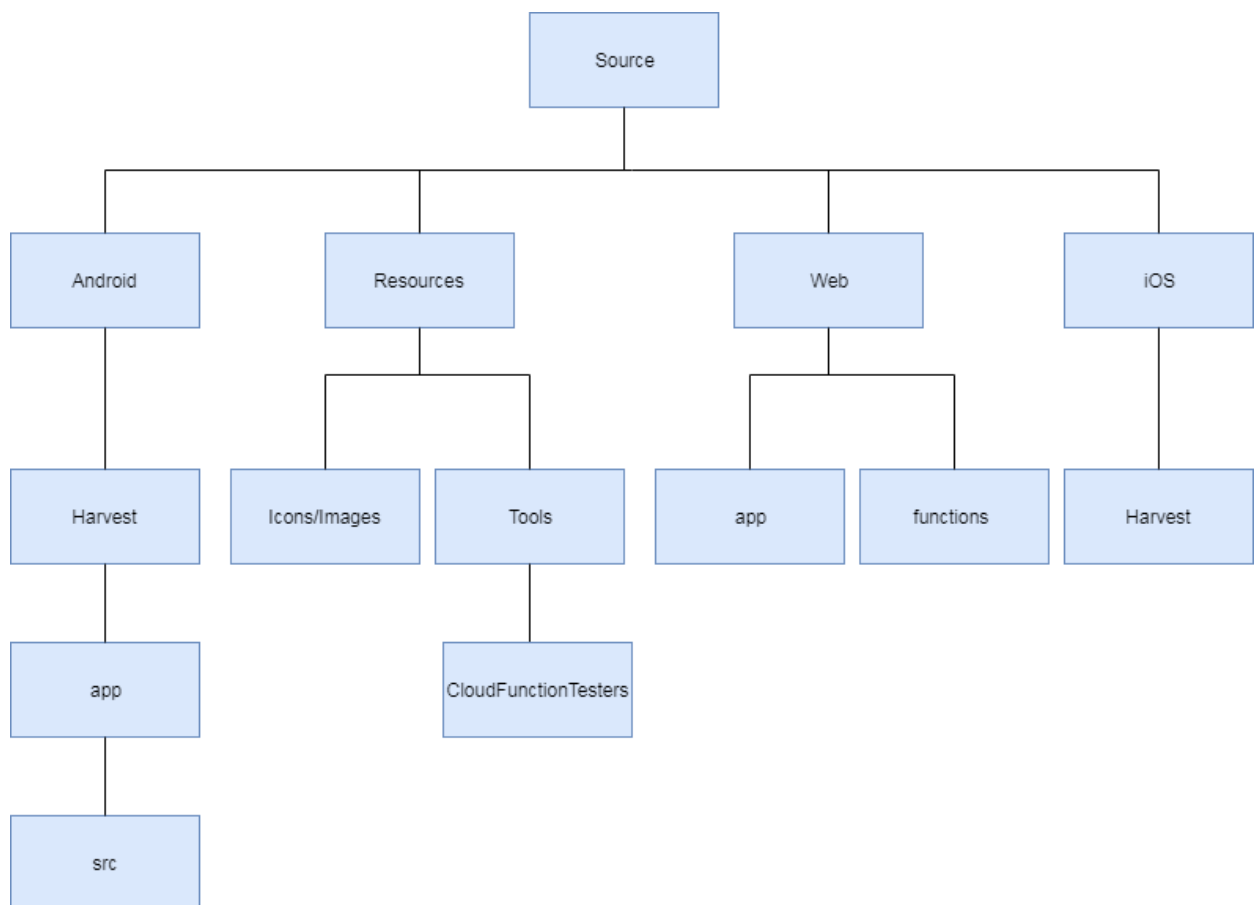 Source
Android
Resources
Web
iOS
Harvest
Icons/Images
Tools
app
functions
Harvest
app
CloudFunctionTesters
src